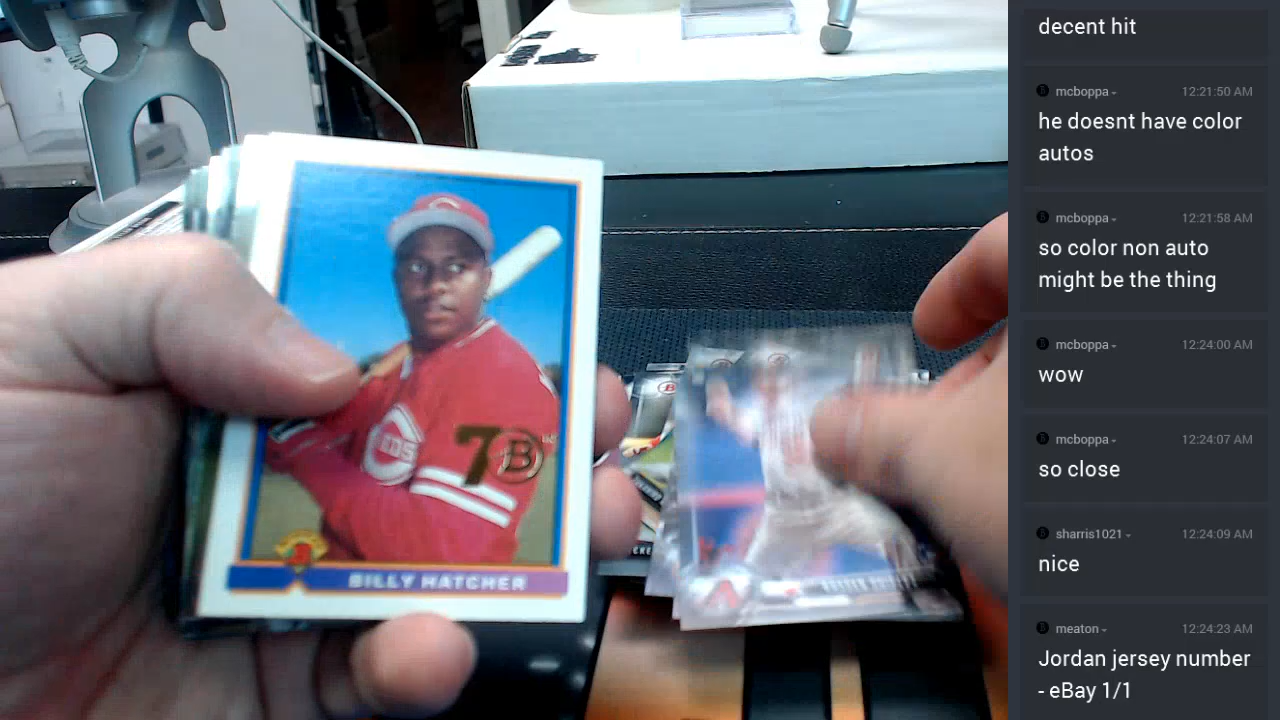 decent hit
mcboppa 12:21:50 AM
he doesnt have color
autos
mcboppa 12:21:58 AM
so color non auto
might be the thing
mcboppa 12:24:00 AM
wow
mcboppa 12:24:07 AM
so close
sharris1021 12:24:09 AM
nice
meaton 12:24:23 AM
Jordan jersey number
- eBay 1/1
REDS
7B
BILLY HATCHER